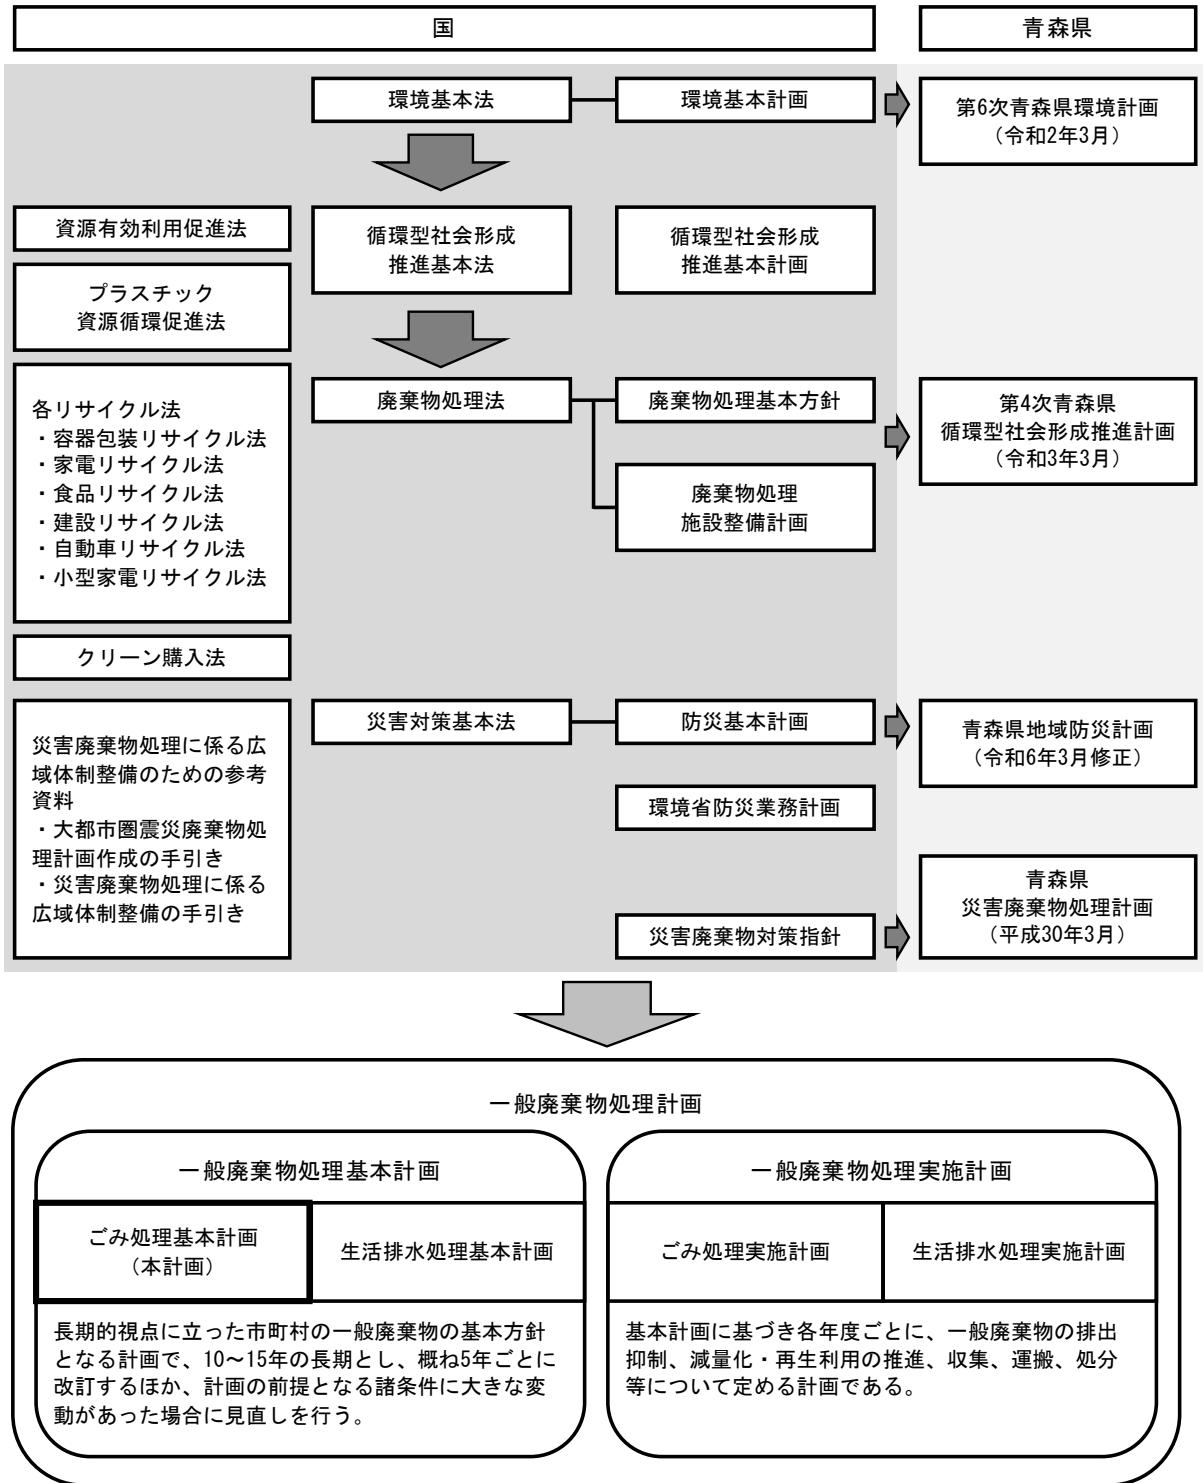 国
青森県
環境基本法
環境基本計画
第6次青森県環境計画
（令和2年3月）
資源有効利用促進法
循環型社会形成
推進基本法
循環型社会形成
推進基本計画
プラスチック
資源循環促進法
廃棄物処理法
廃棄物処理基本方針
第4次青森県
循環型社会形成推進計画
（令和3年3月）
各リサイクル法
・容器包装リサイクル法
・家電リサイクル法
・食品リサイクル法
・建設リサイクル法
・自動車リサイクル法
・小型家電リサイクル法
廃棄物処理
施設整備計画
クリーン購入法
災害対策基本法
防災基本計画
青森県地域防災計画
（令和6年3月修正）
災害廃棄物処理に係る広
域体制整備のための参考
資料
・大都市圏震災廃棄物処
理計画作成の手引き
・災害廃棄物処理に係る
広域体制整備の手引き
環境省防災業務計画
災害廃棄物対策指針
青森県
災害廃棄物処理計画
（平成30年3月）
一般廃棄物処理計画
一般廃棄物処理基本計画
ごみ処理基本計画
（本計画）
生活排水処理基本計画
長期的視点に立った市町村の一般廃棄物の基本方針
となる計画で、10～15年の長期とし、概ね5年ごとに
改訂するほか、計画の前提となる諸条件に大きな変
動があった場合に見直しを行う。
一般廃棄物処理実施計画
ごみ処理実施計画
生活排水処理実施計画
基本計画に基づき各年度ごとに、一般廃棄物の排出
抑制、減量化・再生利用の推進、収集、運搬、処分
等について定める計画である。